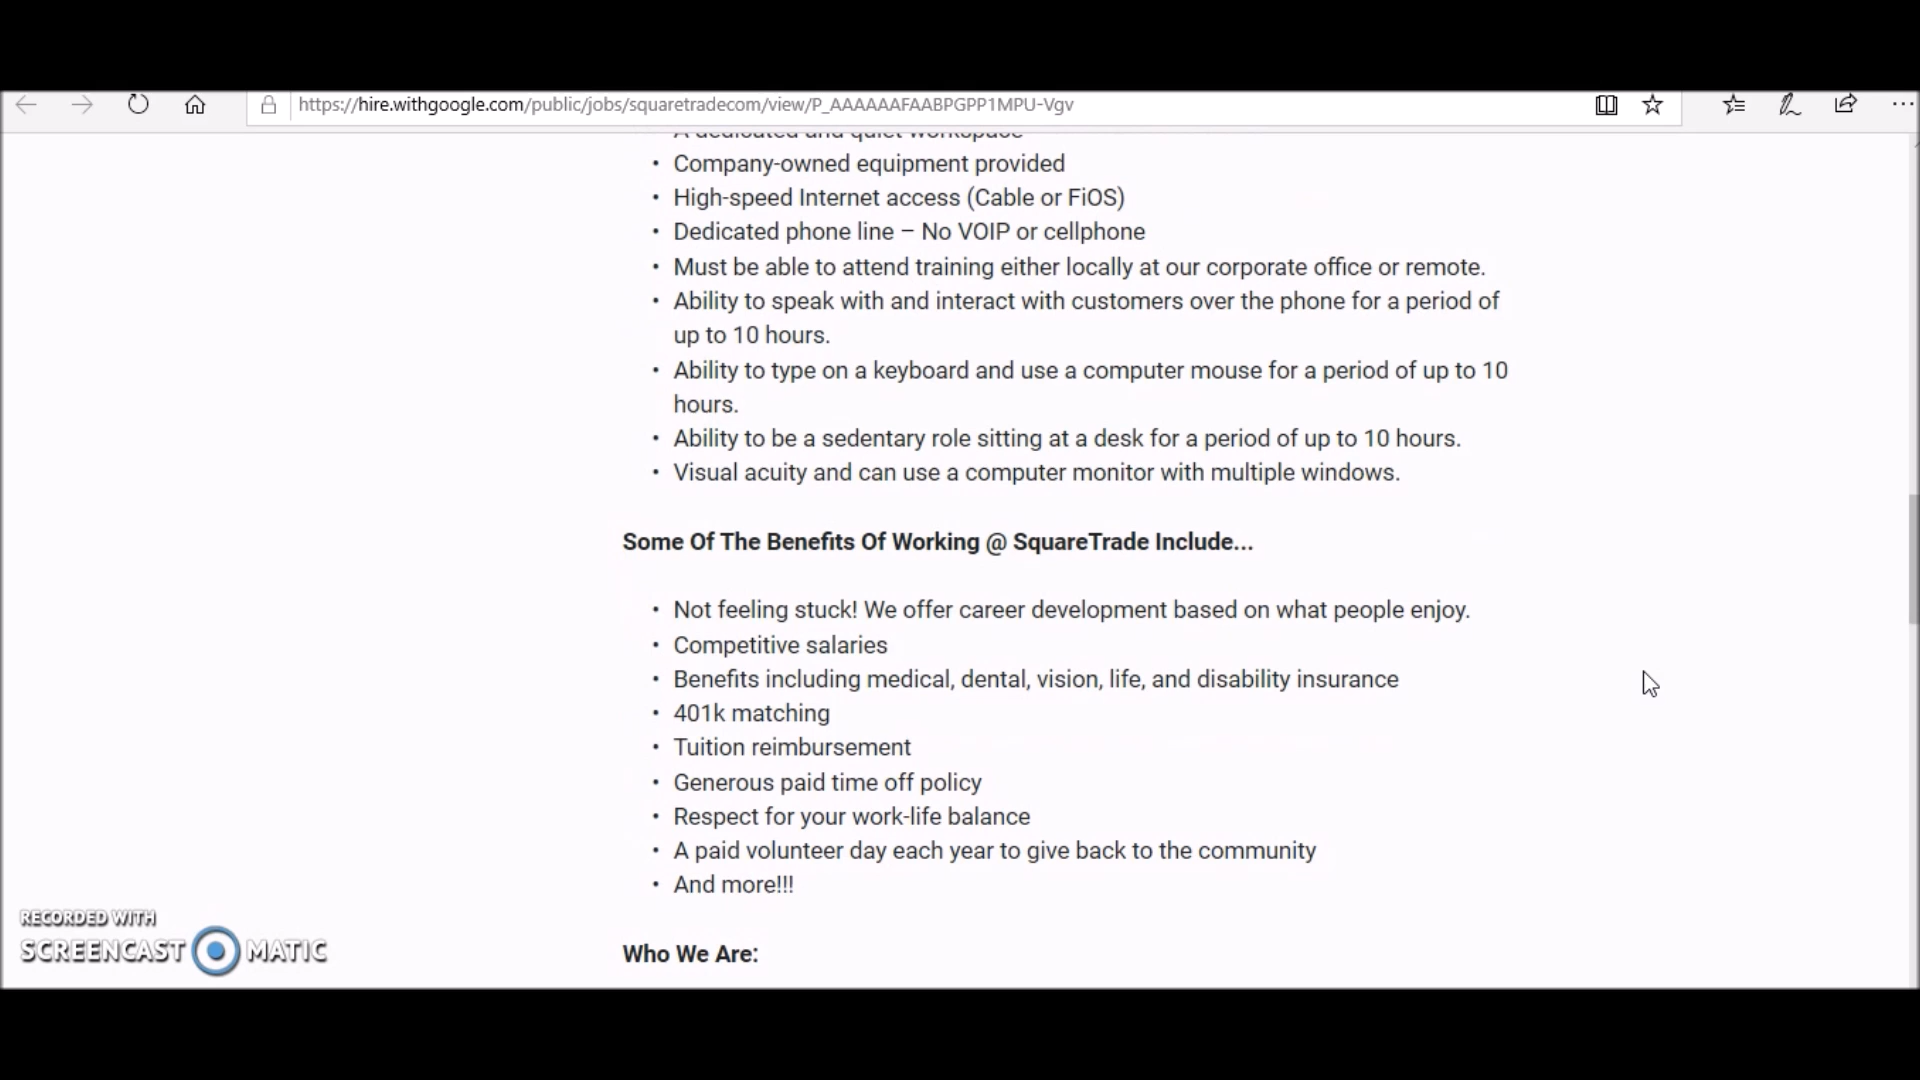 https://hire.withgoogle.com/public/jobs/squaretradecom/view/P_AAAAAAFAABPGPP1MPU-Vgv
A dedicated and quiet workspace
• Company-owned equipment provided
• High-speed Internet access (Cable or FiOS)
• Dedicated phone line – No VOIP or cellphone
• Must be able to attend training either locally at our corporate office or remote.
• Ability to speak with and interact with customers over the phone for a period of
up to 10 hours.
• Ability to type on a keyboard and use a computer mouse for a period of up to 10
hours.
• Ability to be a sedentary role sitting at a desk for a period of up to 10 hours.
• Visual acuity and can use a computer monitor with multiple windows.
Some Of The Benefits Of Working @ SquareTrade Include...
• Not feeling stuck! We offer career development based on what people enjoy.
• Competitive salaries
• Benefits including medical, dental, vision, life, and disability insurance
• 401k matching
• Tuition reimbursement
• Generous paid time off policy
• Respect for your work-life balance
• A paid volunteer day each year to give back to the community
• And more!!!
Who We Are:
RECORDED WITH
SCREENCAST MATIC